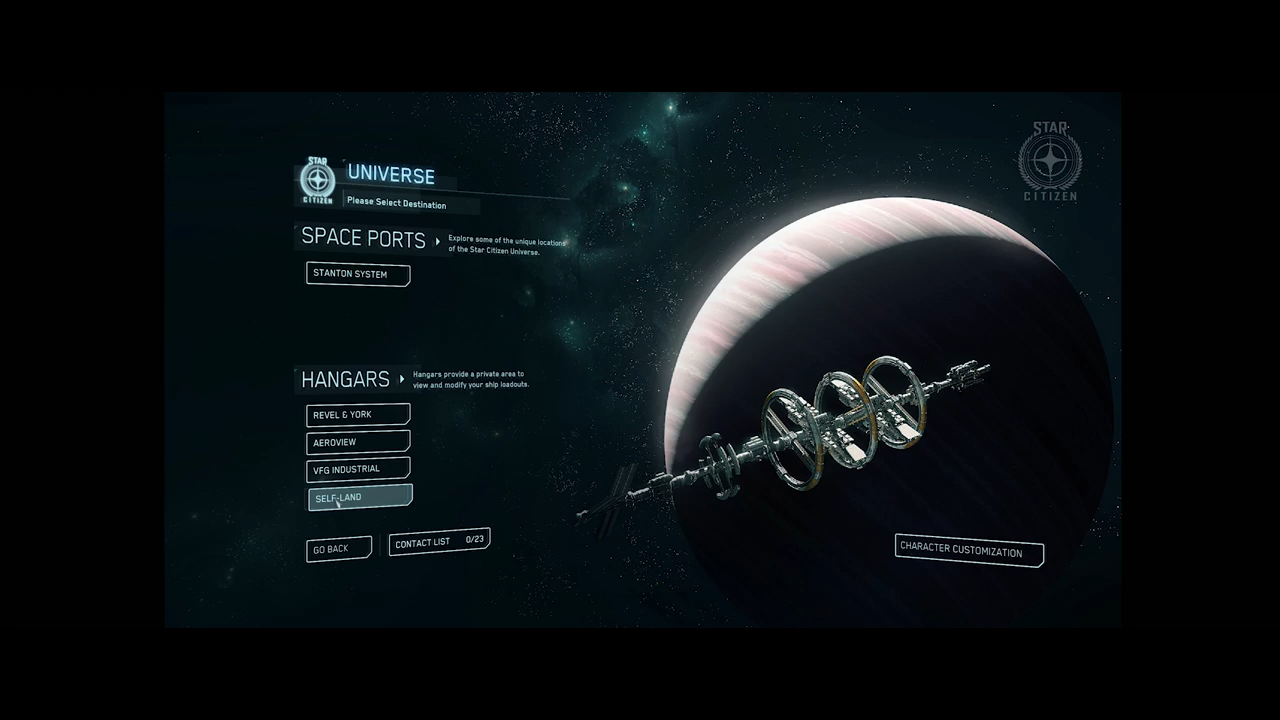 STAR
CITIZEN
UNIVERSE
Please Select Destination
STAR
CITIZEN
SPACE PORTS
Explore some of the unique locations
of the Star Citizen Universe.
STANTON SYSTEM
HANGARS
Hangars provide a private area to
view and modify your ship loadouts.
REVEL & YORK
AEROVIEW
VFG INDUSTRIAL
SELF-LAND
GO BACK
CONTACT LIST 0/23
CHARACTER CUSTOMIZATION